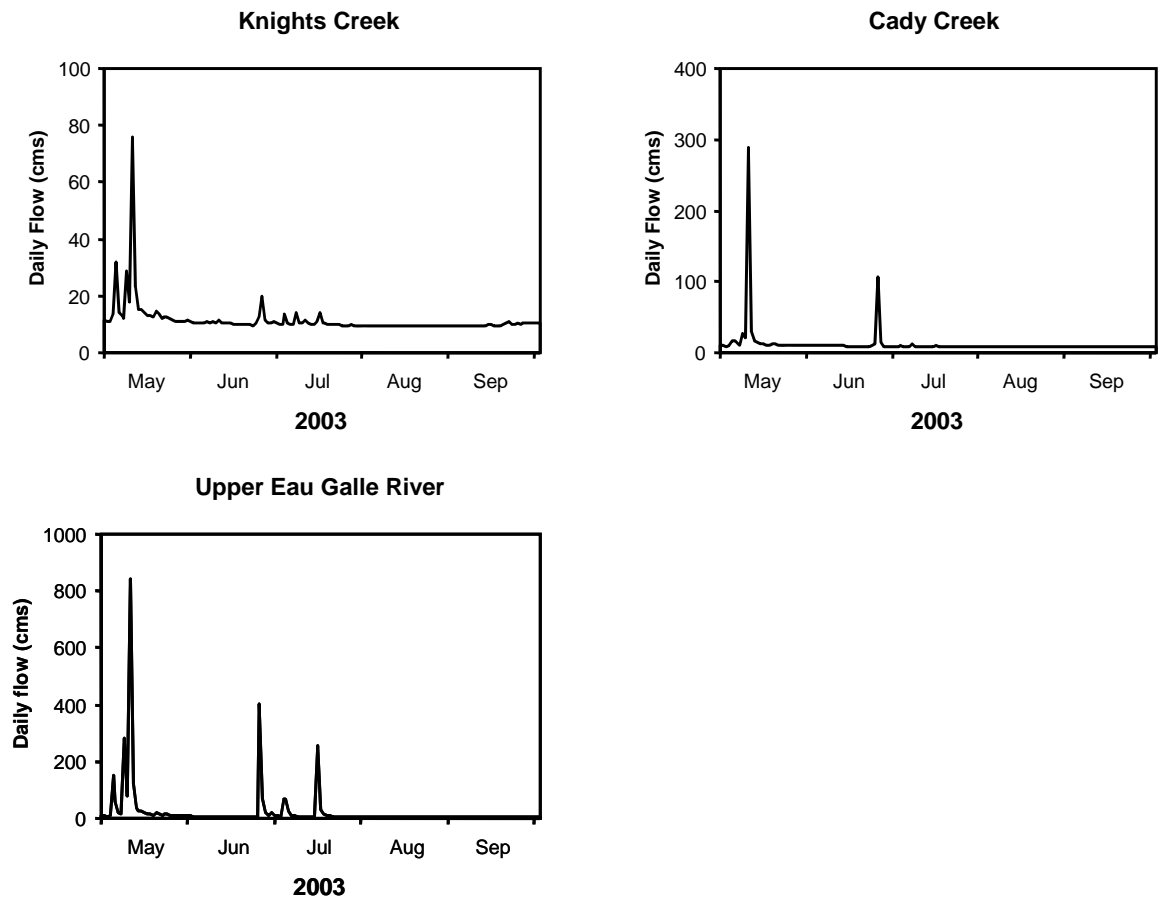 Knights Creek
Daily Flow (cms)
100
80
60
40
20
0
May Jun Jul Aug Sep
2003
Cady Creek
Daily Flow (cms)
400
300
200
100
0
May Jun Jul Aug Sep
2003
Upper Eau Galle River
Daily flow (cms)
1000
800
600
400
200
0
May Jun Jul Aug Sep
2003